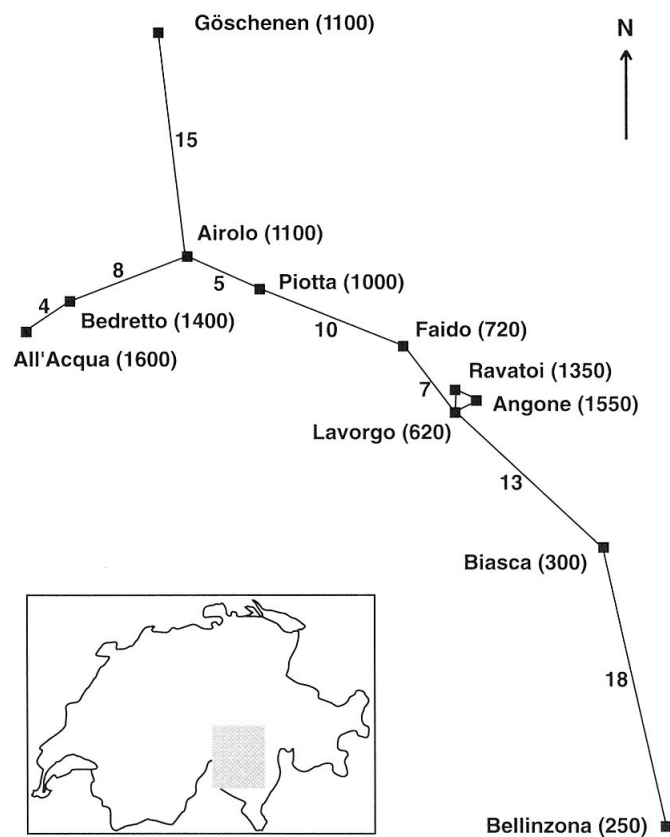 Göschenen (1100)
N
15
Airolo (1100)
8
5
Piotta (1000)
4
Bedretto (1400)
10
Faido (720)
All'Acqua (1600)
7
Ravatoi (1350)
Angone (1550)
Lavorgo (620)
13
Biasca (300)
18
Bellinzona (250)